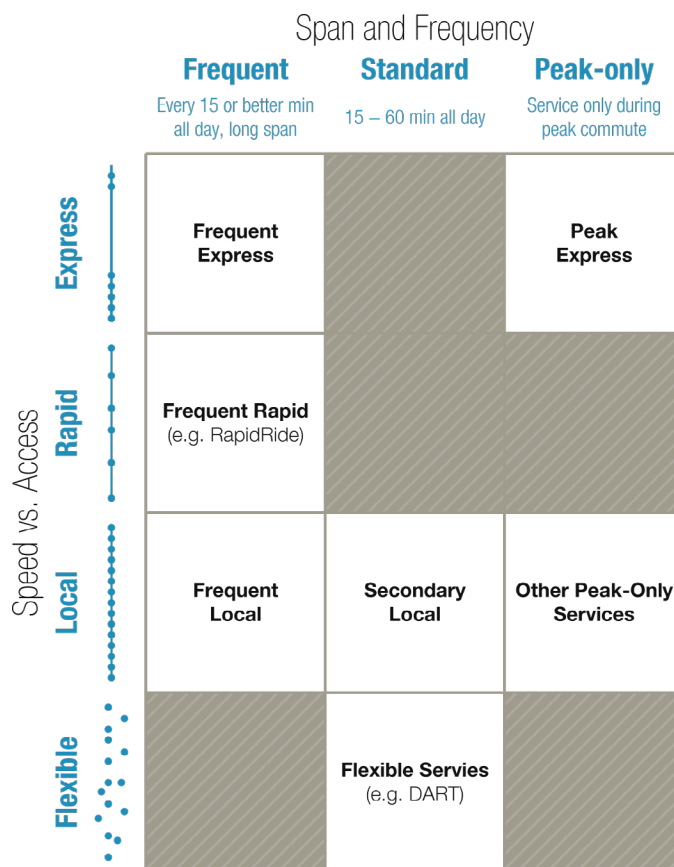 Span and Frequency
Frequent
Standard
Peak-only
Every 15 or better min
all day, long span
15 – 60 min all day
Service only during
peak commute
Speed vs. Access
Express
Frequent
Express
Peak
Express
Rapid
Frequent Rapid
(e.g. RapidRide)
Local
Frequent
Local
Secondary
Local
Other Peak-Only
Services
Flexible
Flexible Servies
(e.g. DART)